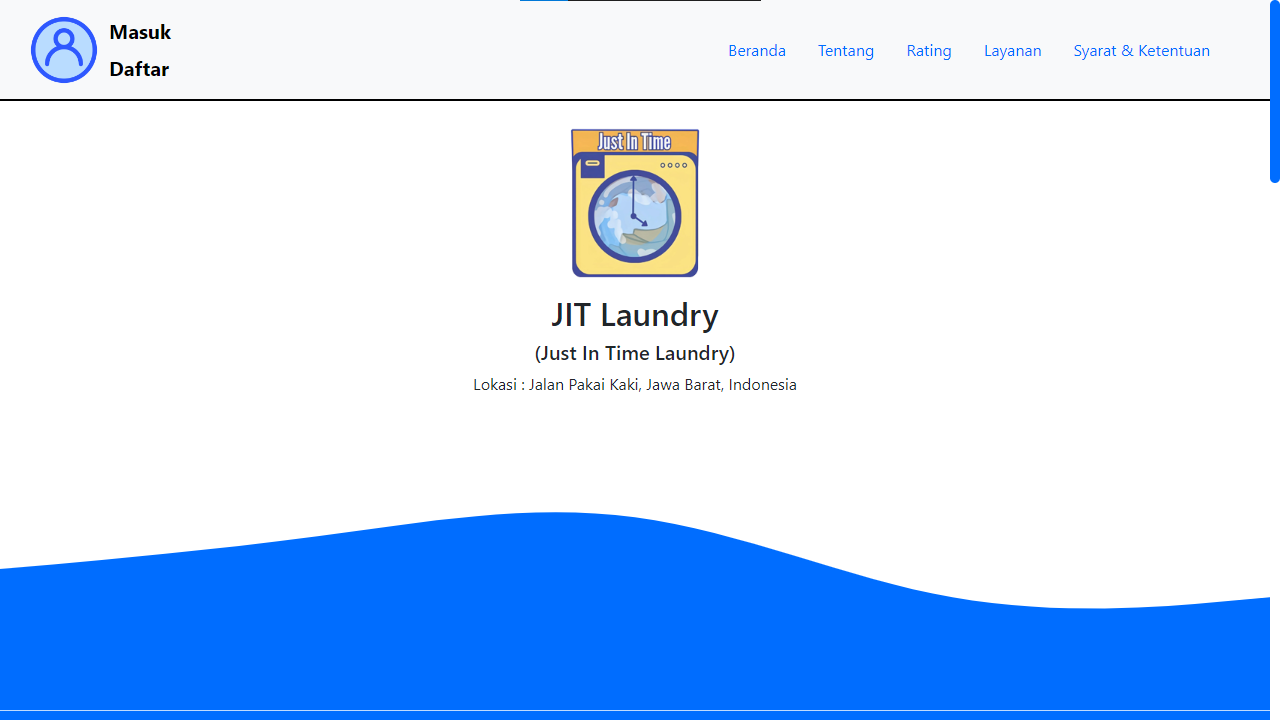 Masuk
Daftar
Beranda
Tentang
Rating
Layanan
Syarat & Ketentuan
Just In Time
JIT Laundry
(Just In Time Laundry)
Lokasi : Jalan Pakai Kaki, Jawa Barat, Indonesia